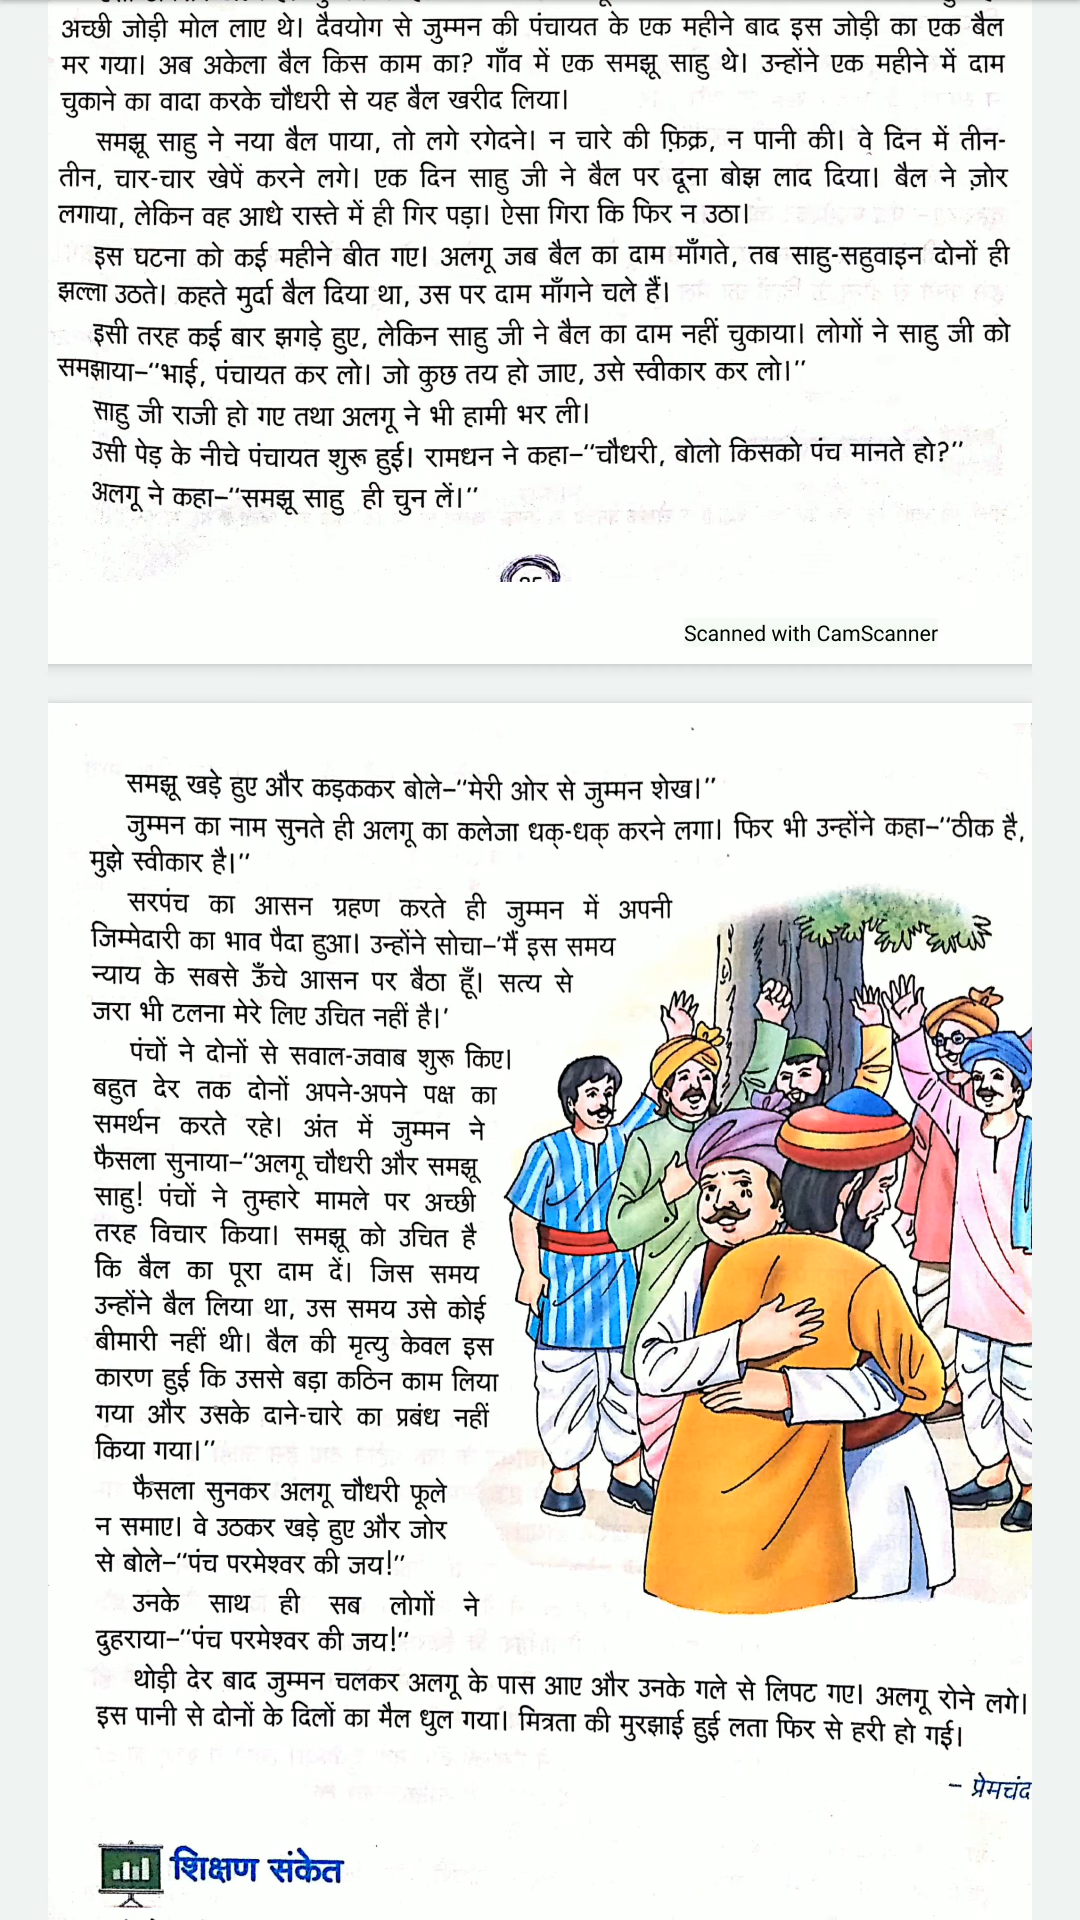 अच्छी जोड़ी मोल लाए थे। दैवयोग से जुम्मन की पंचायत के एक महीने बाद इस जोड़ी का एक बैल
मर गया। अब अकेला बैल किस काम का? गाँव में एक समझू साहु थे। उन्होंने एक महीने में दाम
चुकाने का वादा करके चौधरी से यह बैल खरीद लिया।
समझू साहु ने नया बैल पाया, तो लगे रगेदने। न चारे की फ़िक्र, न पानी की। वे दिन में तीन-
तीन, चार-चार खेपें करने लगे। एक दिन साहु जी ने बैल पर दूना बोझ लाद दिया। बैल ने ज़ोर
लगाया, लेकिन वह आधे रास्ते में ही गिर पड़ा। ऐसा गिरा कि फिर न उठा।
इस घटना को कई महीने बीत गए। अलगू जब बैल का दाम माँगते, तब साहु-सहुवाइन दोनों ही
झल्ला उठते। कहते मुर्दा बैल दिया था, उस पर दाम माँगने चले हैं।
इसी तरह कई बार झगड़े हुए, लेकिन साहु जी ने बैल का दाम नहीं चुकाया। लोगों ने साहु जी को
समझाया–"भाई, पंचायत कर लो। जो कुछ तय हो जाए, उसे स्वीकार कर लो।"
साहु जी राजी हो गए तथा अलगू ने भी हामी भर ली।
उसी पेड़ के नीचे पंचायत शुरू हुई। रामधन ने कहा–"चौधरी, बोलो किसको पंच मानते हो?"
अलगू ने कहा–"समझू साहु ही चुन लें।"
Scanned with CamScanner
समझू खड़े हुए और कड़ककर बोले–"मेरी ओर से जुम्मन शेख।"
जुम्मन का नाम सुनते ही अलगू का कलेजा धक्-धक् करने लगा। फिर भी उन्होंने कहा–"ठीक है,
मुझे स्वीकार है।"
सरपंच का आसन ग्रहण करते ही जुम्मन में अपनी
जिम्मेदारी का भाव पैदा हुआ। उन्होंने सोचा–'मैं इस समय
न्याय के सबसे ऊँचे आसन पर बैठा हूँ। सत्य से
जरा भी टलना मेरे लिए उचित नहीं है।'
पंचों ने दोनों से सवाल-जवाब शुरू किए।
बहुत देर तक दोनों अपने-अपने पक्ष का
समर्थन करते रहे। अंत में जुम्मन ने
फैसला सुनाया–"अलगू चौधरी और समझू
साहु! पंचों ने तुम्हारे मामले पर अच्छी
तरह विचार किया। समझू को उचित है
कि बैल का पूरा दाम दें। जिस समय
उन्होंने बैल लिया था, उस समय उसे कोई
बीमारी नहीं थी। बैल की मृत्यु केवल इस
कारण हुई कि उससे बड़ा कठिन काम लिया
गया और उसके दाने-चारे का प्रबंध नहीं
किया गया।"
फैसला सुनकर अलगू चौधरी फूले
न समाए। वे उठकर खड़े हुए और जोर
से बोले–"पंच परमेश्वर की जय!"
उनके साथ ही सब लोगों ने
दुहराया–"पंच परमेश्वर की जय!"
थोड़ी देर बाद जुम्मन चलकर अलगू के पास आए और उनके गले से लिपट गए। अलगू रोने लगे।
इस पानी से दोनों के दिलों का मैल धुल गया। मित्रता की मुरझाई हुई लता फिर से हरी हो गई।
– प्रेमचंद
शिक्षण संकेत